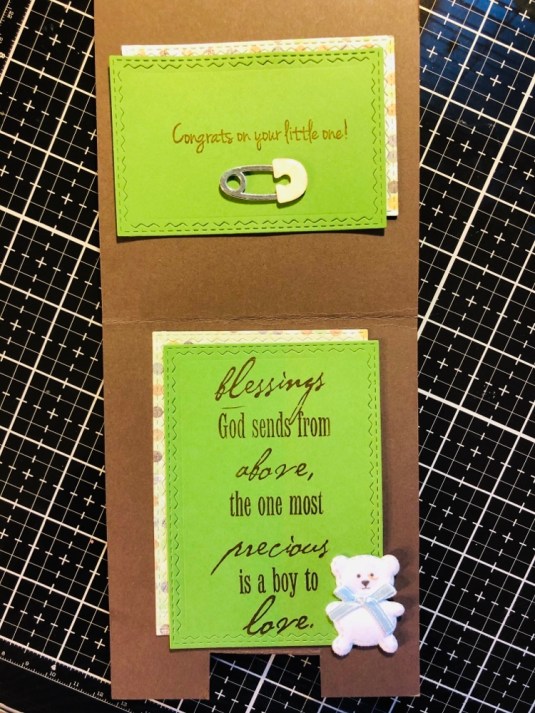 Congrats on your little one!
blessings
God sends from
above,
the one most
precious
is a boy to
love.